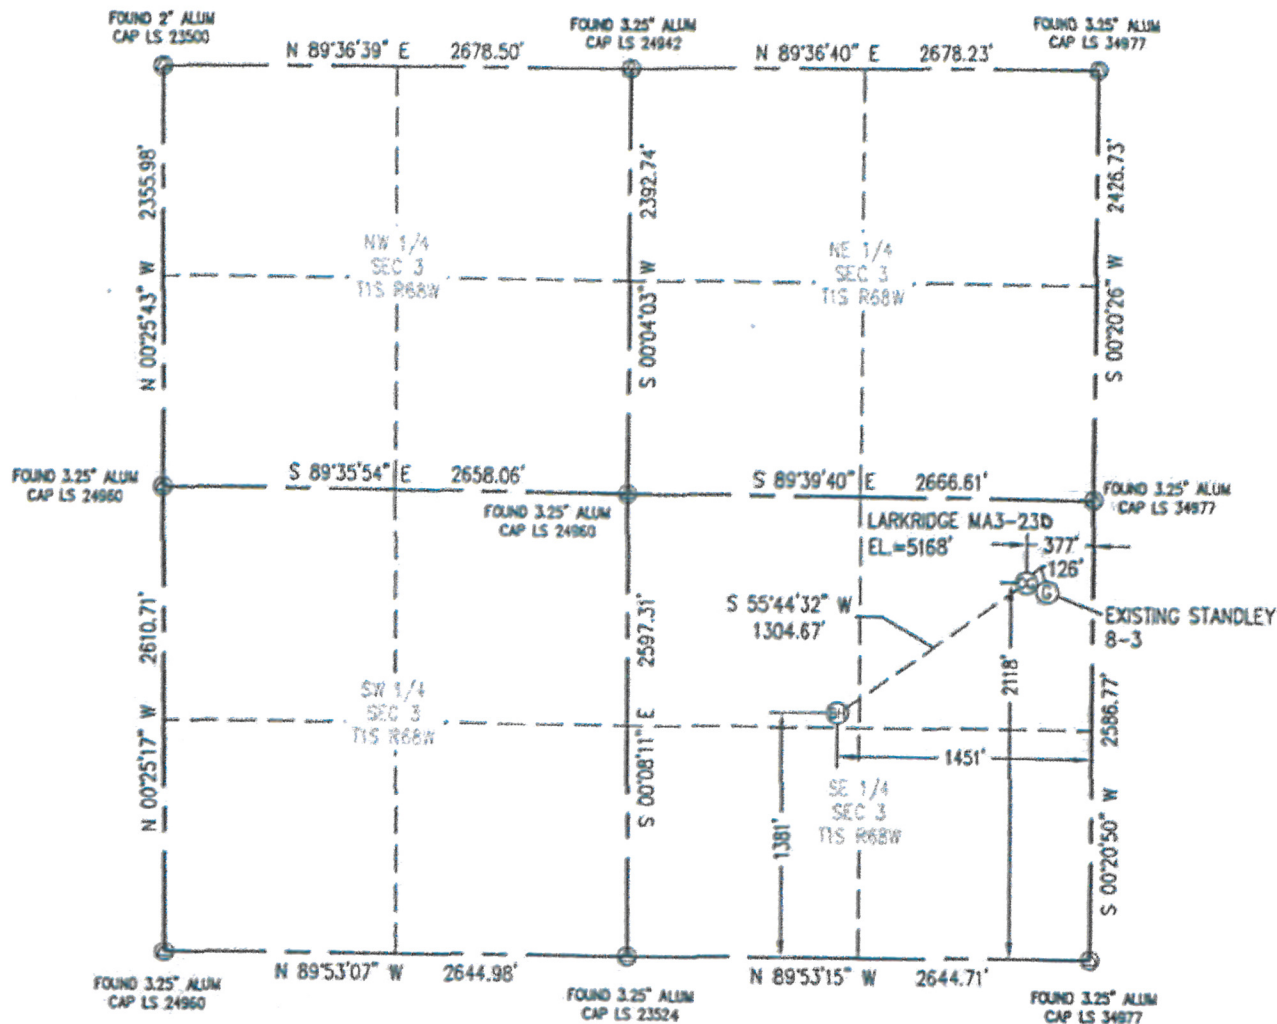 FOUND 2" ALUM
CAP LS 23500
FOUND 3.25" ALUM
CAP LS 24942
FOUND 3.25" ALUM
CAP LS 34977
N 89°36'39" E 2678.50'
N 89°36'40" E 2678.23'
N 00°25'43" W 2355.98'
S 00°04'03" W 2392.74'
S 00°20'26" W 2426.73'
NW 1/4
SEC 3
T1S R68W
NE 1/4
SEC 3
T1S R68W
FOUND 3.25" ALUM
CAP LS 24960
S 89°35'54" E 2658.06'
FOUND 3.25" ALUM
CAP LS 24960
S 89°39'40" E 2666.61'
FOUND 3.25" ALUM
CAP LS 34977
LARKRIDGE MA3-23D
EL.=5168'
377'
126'
S 55°44'32" W
1304.67'
G
EXISTING STANDLEY
8-3
N 00°25'17" W 2610.71'
S 00°08'11" E 2597.31'
2118'
S 00°20'50" W 2586.77'
SW 1/4
SEC 3
T1S R68W
BH
1451'
1381'
SE 1/4
SEC 3
T1S R68W
N 89°53'07" W 2644.98'
N 89°53'15" W 2644.71'
FOUND 3.25" ALUM
CAP LS 24960
FOUND 3.25" ALUM
CAP LS 23524
FOUND 3.25" ALUM
CAP LS 34977